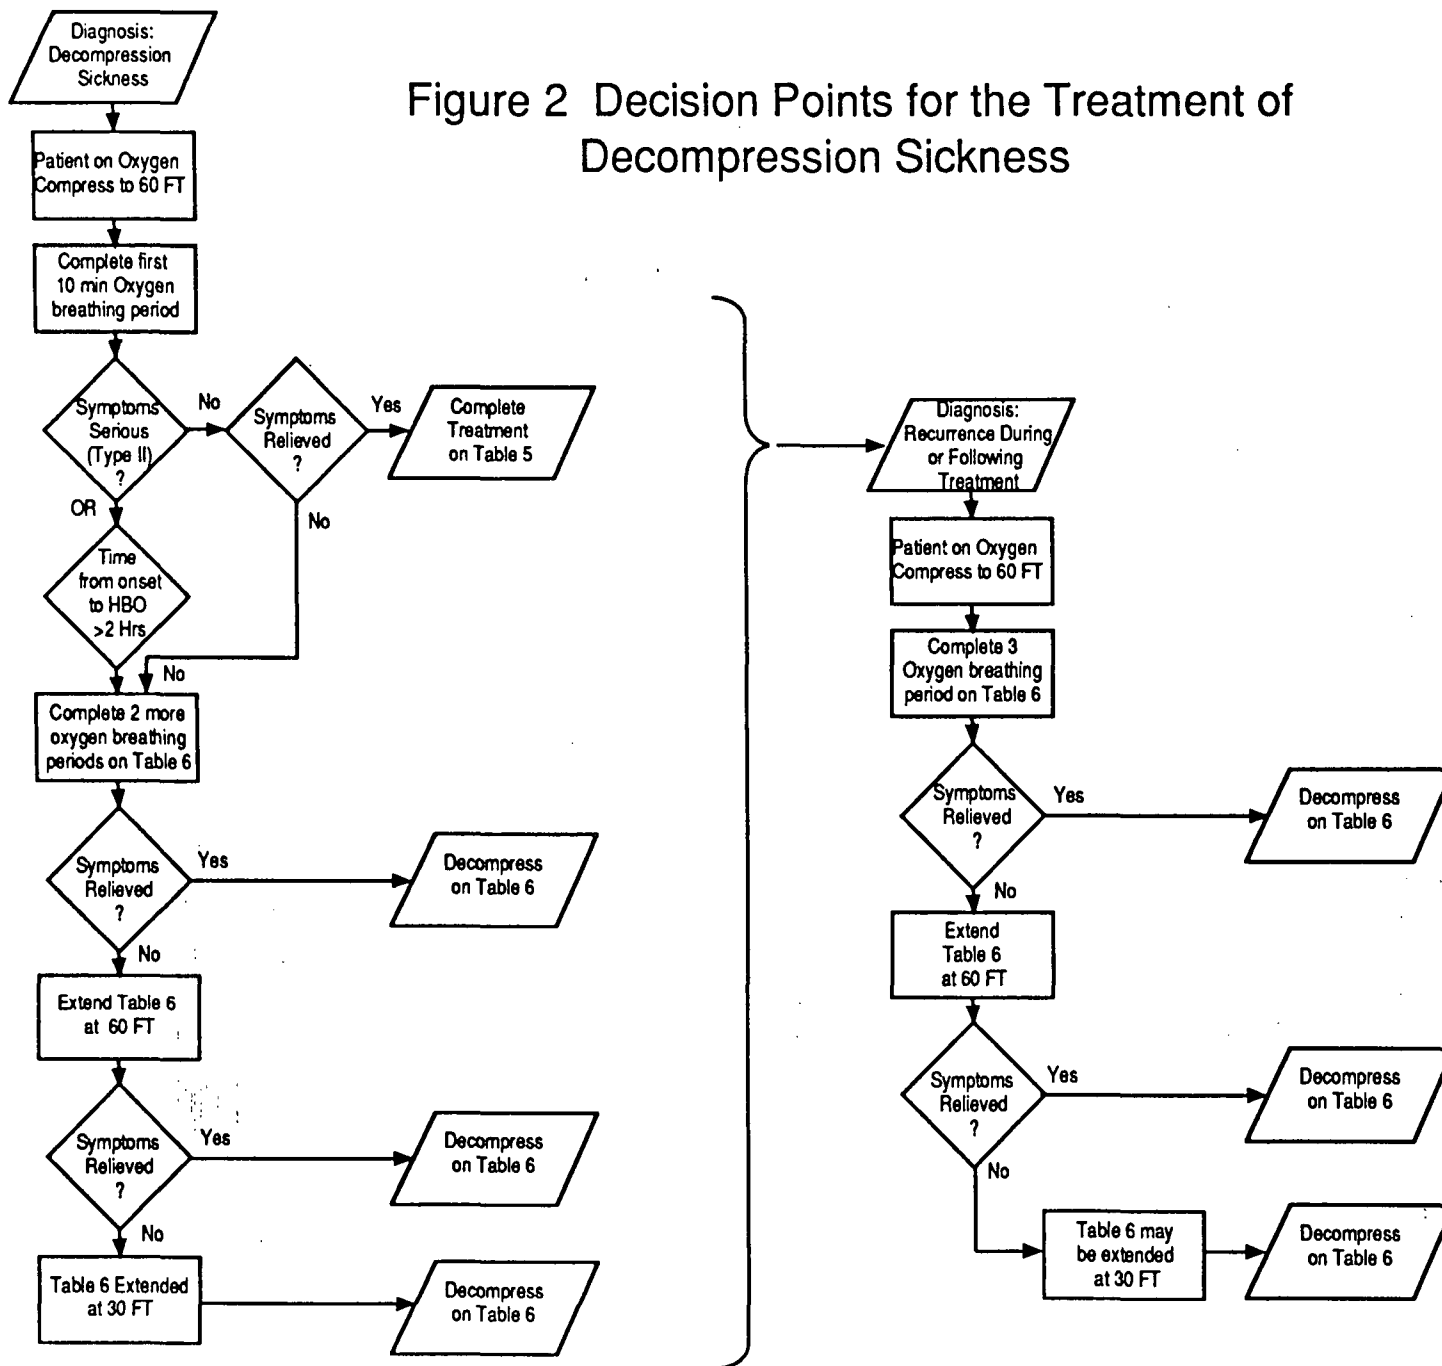 Figure 2 Decision Points for the Treatment of
Decompression Sickness
Diagnosis:
Decompression
Sickness
Patient on Oxygen
Compress to 60 FT
Complete first
10 min Oxygen
breathing period
Symptoms
Serious
(Type II)
?
No
Symptoms
Relieved
?
Yes
Complete
Treatment
on Table 5
OR
No
Time
from onset
to HBO
>2 Hrs
No
Complete 2 more
oxygen breathing
periods on Table 6
Symptoms
Relieved
?
Yes
Decompress
on Table 6
No
Extend Table 6
at 60 FT
Symptoms
Relieved
?
Yes
Decompress
on Table 6
No
Table 6 Extended
at 30 FT
Decompress
on Table 6
Diagnosis:
Recurrence During
or Following
Treatment
Patient on Oxygen
Compress to 60 FT
Complete 3
Oxygen breathing
period on Table 6
Symptoms
Relieved
?
Yes
Decompress
on Table 6
No
Extend
Table 6
at 60 FT
Symptoms
Relieved
?
Yes
Decompress
on Table 6
No
Table 6 may
be extended
at 30 FT
Decompress
on Table 6